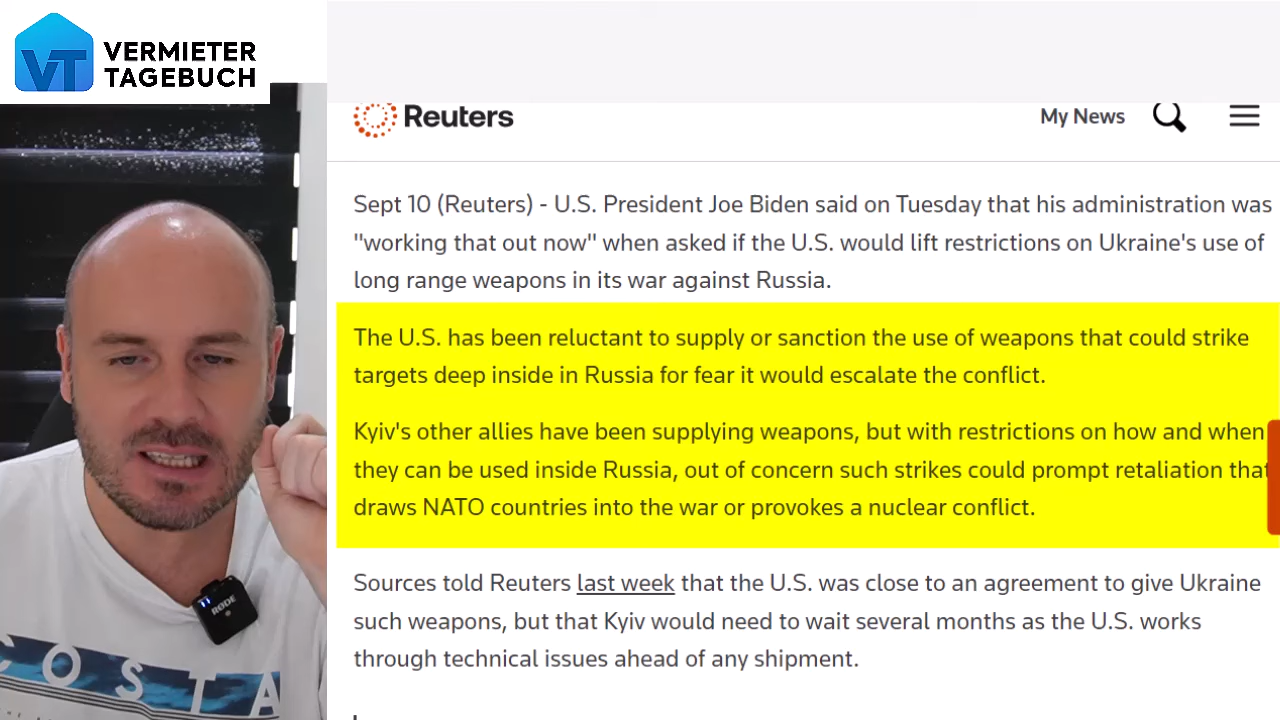 VT
VERMIETER
TAGEBUCH
Reuters
My News
Sept 10 (Reuters) - U.S. President Joe Biden said on Tuesday that his administration was
"working that out now" when asked if the U.S. would lift restrictions on Ukraine's use of
long range weapons in its war against Russia.
The U.S. has been reluctant to supply or sanction the use of weapons that could strike
targets deep inside in Russia for fear it would escalate the conflict.
Kyiv's other allies have been supplying weapons, but with restrictions on how and when
they can be used inside Russia, out of concern such strikes could prompt retaliation that
draws NATO countries into the war or provokes a nuclear conflict.
Sources told Reuters last week that the U.S. was close to an agreement to give Ukraine
such weapons, but that Kyiv would need to wait several months as the U.S. works
through technical issues ahead of any shipment.
RØDE
COSTA